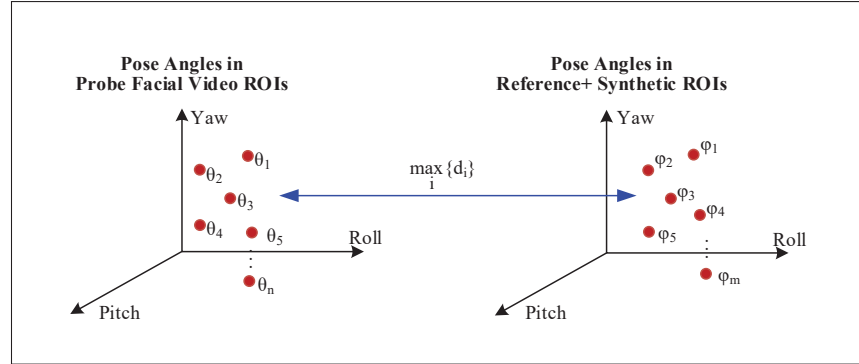 Pose Angles in
Probe Facial Video ROIs
Yaw
θ1
θ2
θ3
θ4
θ5
Roll
θn
Pitch
max{di}
i
Pose Angles in
Reference+ Synthetic ROIs
Yaw
φ1
φ2
φ3
φ4
φ5
Roll
φm
Pitch